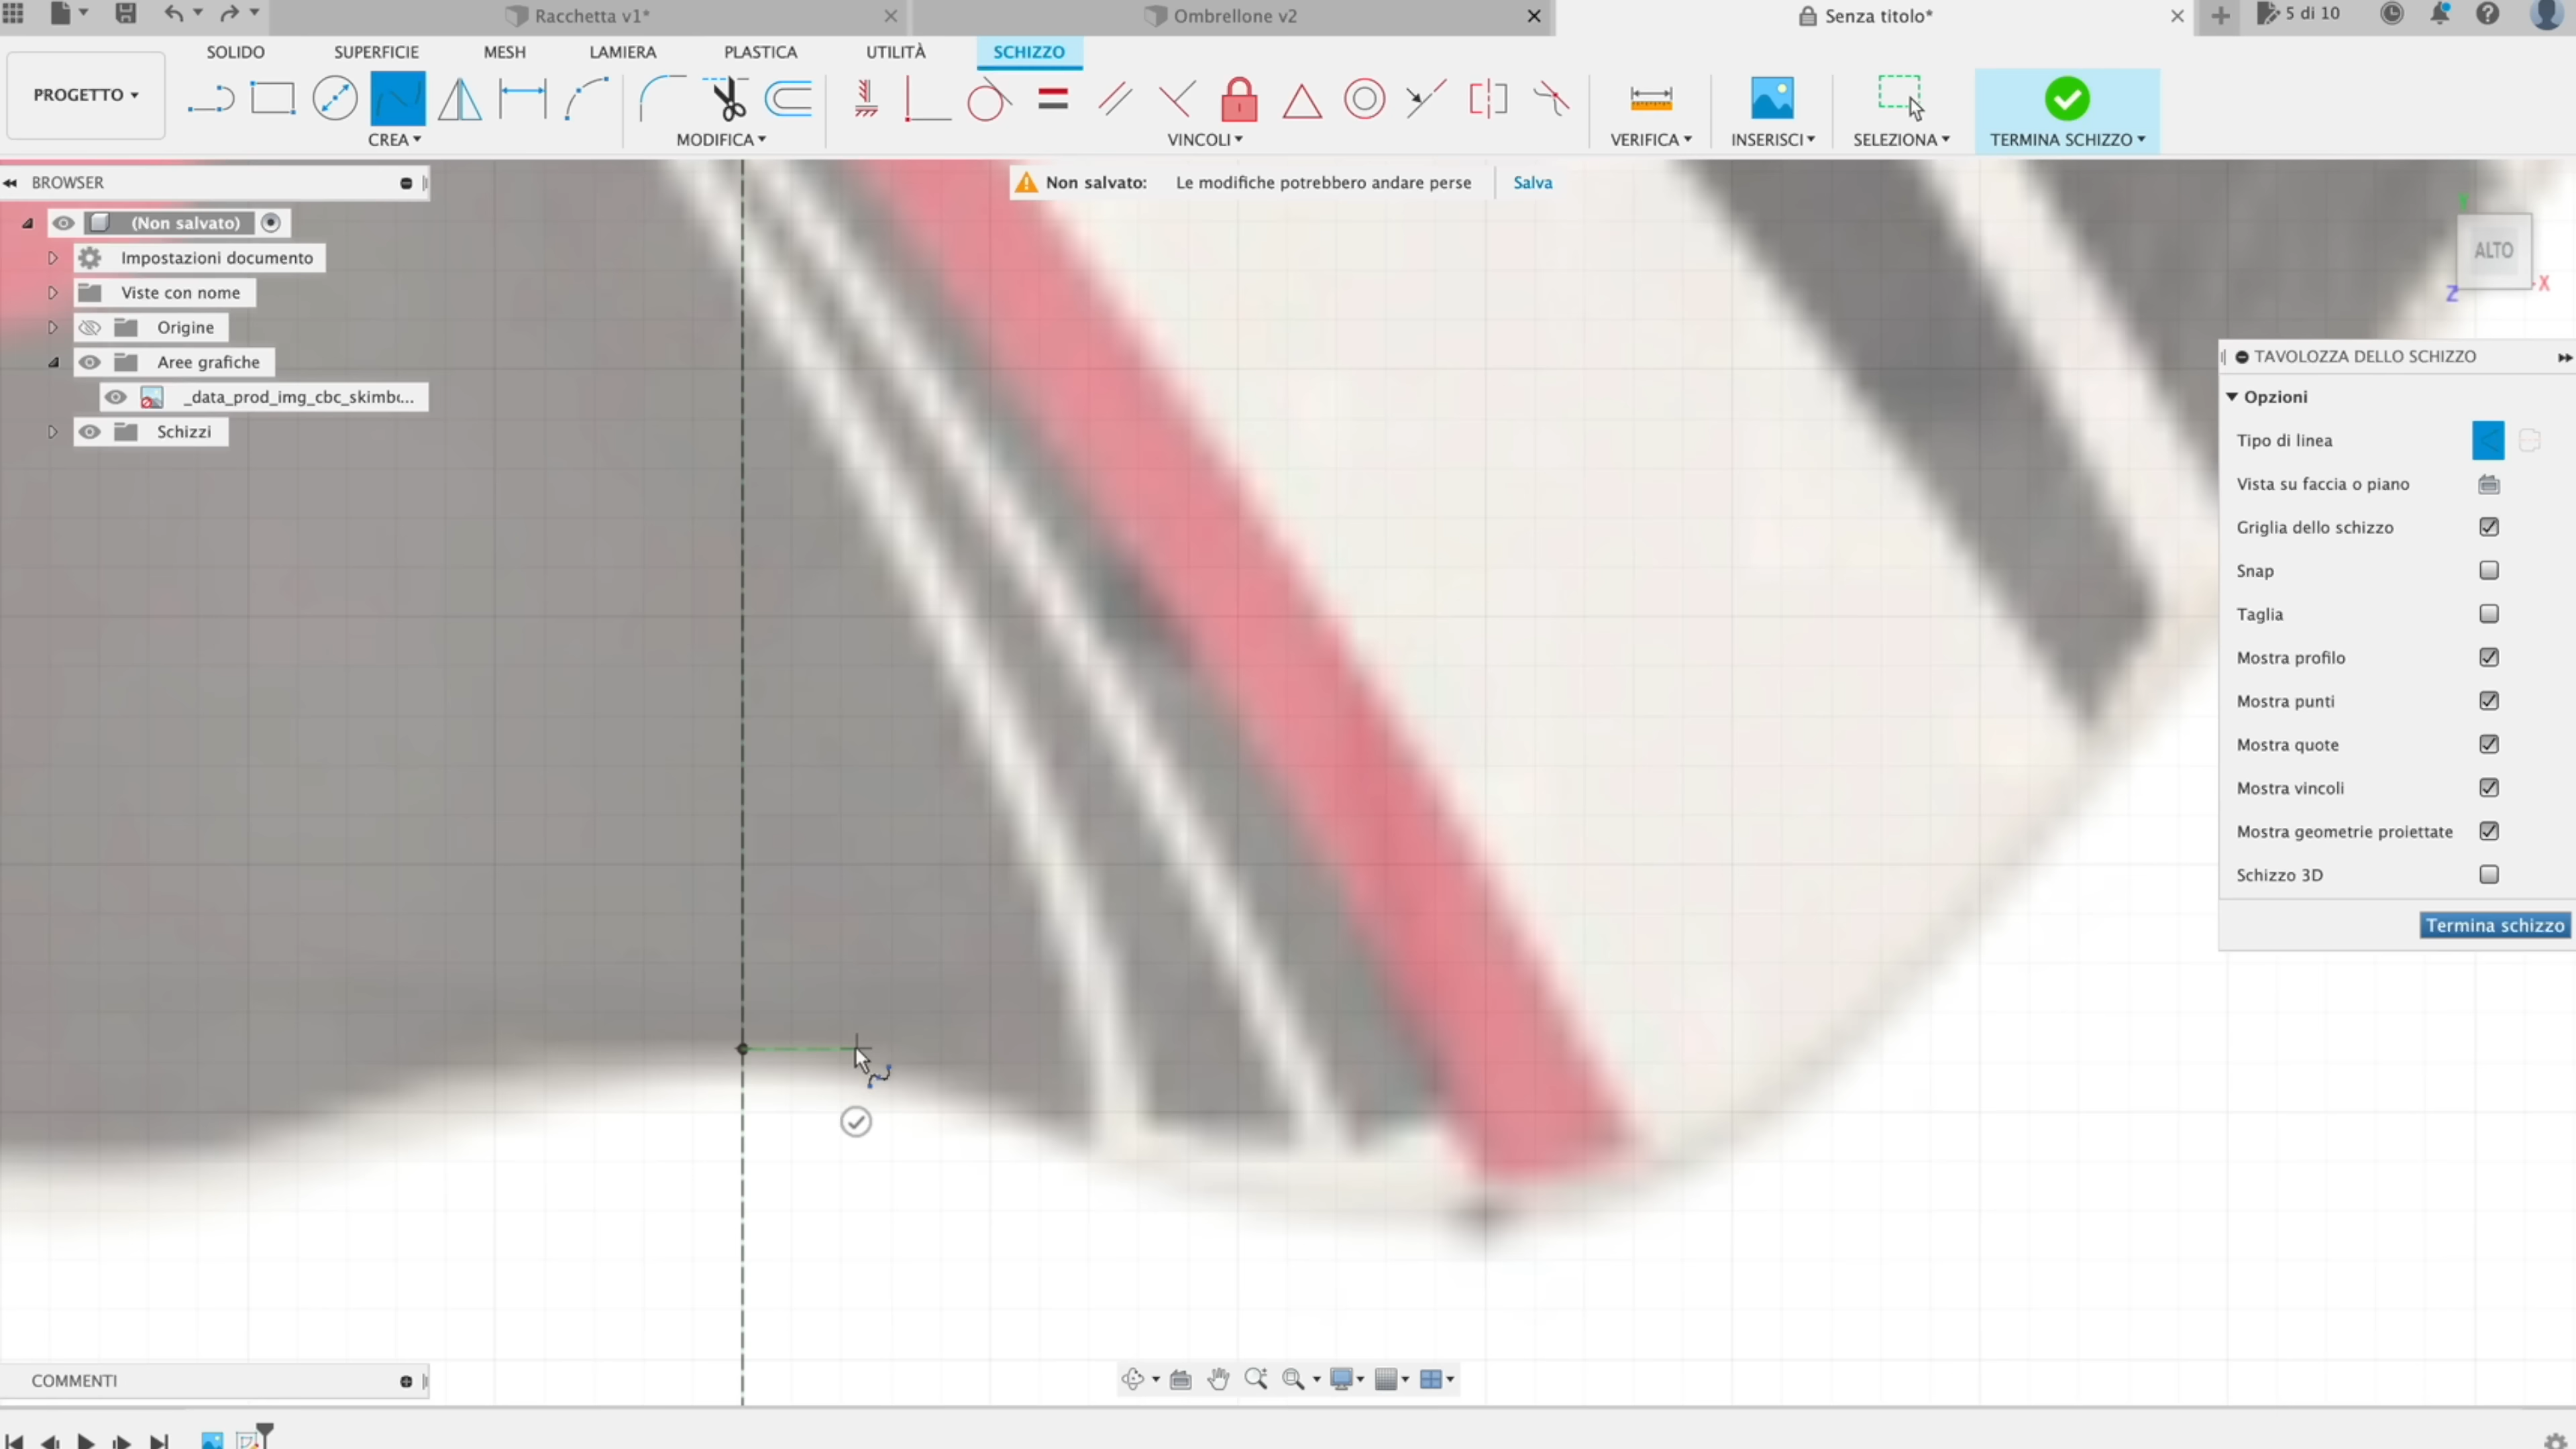 Racchetta v1*
Ombrellone v2
Senza titolo*
5 di 10
SOLIDO
SUPERFICIE
MESH
LAMIERA
PLASTICA
UTILITÀ
SCHIZZO
PROGETTO
CREA
MODIFICA
VINCOLI
VERIFICA
INSERISCI
SELEZIONA
TERMINA SCHIZZO
BROWSER
Non salvato: Le modifiche potrebbero andare perse Salva
(Non salvato)
Impostazioni documento
Viste con nome
Origine
Aree grafiche
_data_prod_img_cbc_skimbo...
Schizzi
Y
ALTO
X
Z
TAVOLOZZA DELLO SCHIZZO
Opzioni
Tipo di linea
Vista su faccia o piano
Griglia dello schizzo
Snap
Taglia
Mostra profilo
Mostra punti
Mostra quote
Mostra vincoli
Mostra geometrie proiettate
Schizzo 3D
Termina schizzo
COMMENTI